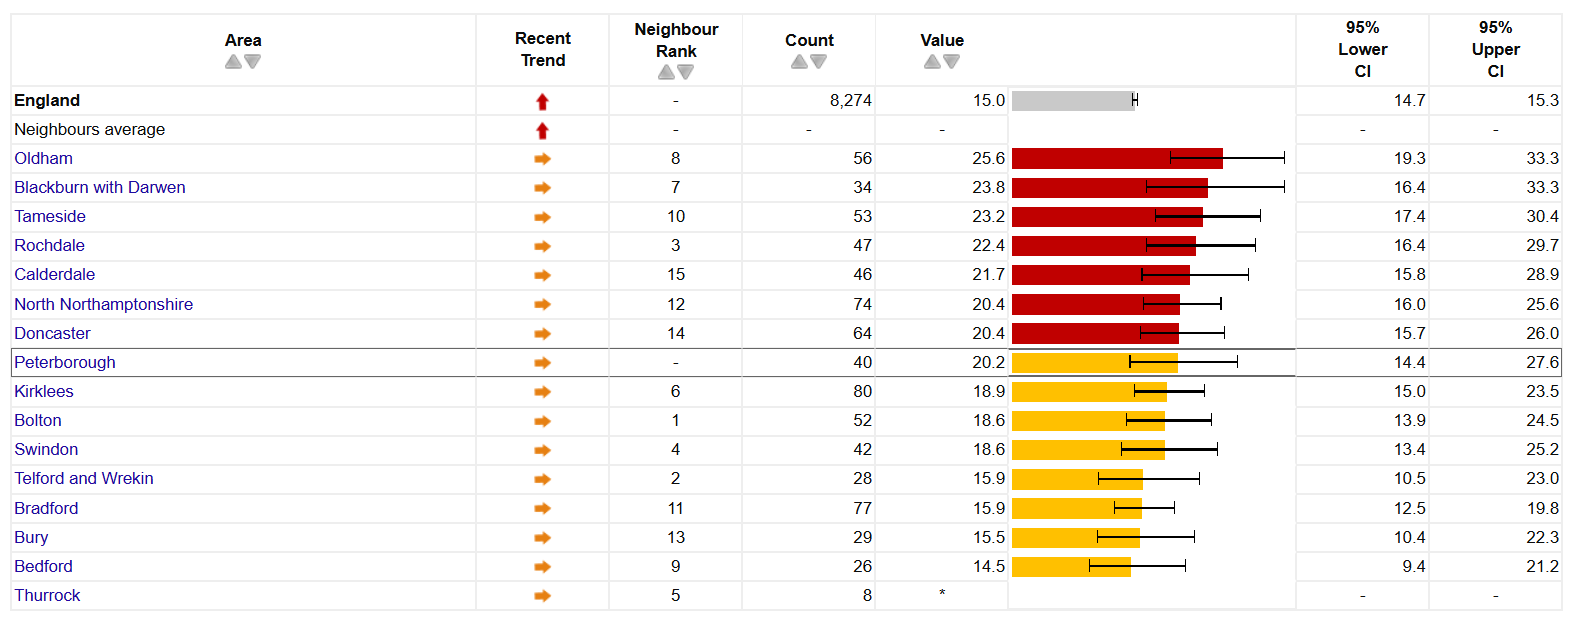 Area Recent Trend Neighbour Rank Count Value 95% Lower CI 95% Upper CI
England - 8,274 15.0 14.7 15.3
Neighbours average - - - - -
Oldham 8 56 25.6 19.3 33.3
Blackburn with Darwen 7 34 23.8 16.4 33.3
Tameside 10 53 23.2 17.4 30.4
Rochdale 3 47 22.4 16.4 29.7
Calderdale 15 46 21.7 15.8 28.9
North Northamptonshire 12 74 20.4 16.0 25.6
Doncaster 14 64 20.4 15.7 26.0
Peterborough - 40 20.2 14.4 27.6
Kirklees 6 80 18.9 15.0 23.5
Bolton 1 52 18.6 13.9 24.5
Swindon 4 42 18.6 13.4 25.2
Telford and Wrekin 2 28 15.9 10.5 23.0
Bradford 11 77 15.9 12.5 19.8
Bury 13 29 15.5 10.4 22.3
Bedford 9 26 14.5 9.4 21.2
Thurrock 5 8 * - -